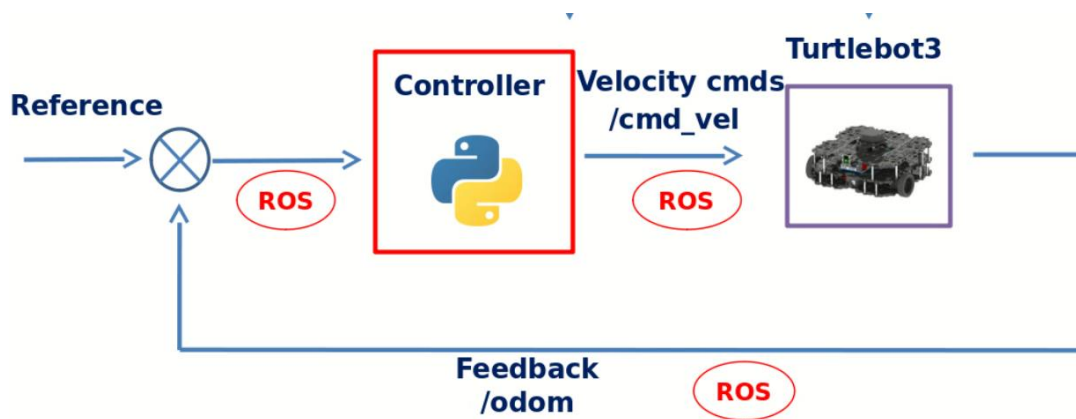 Reference
Controller
Velocity cmds
/cmd_vel
Turtlebot3
ROS
ROS
Feedback
/odom
ROS